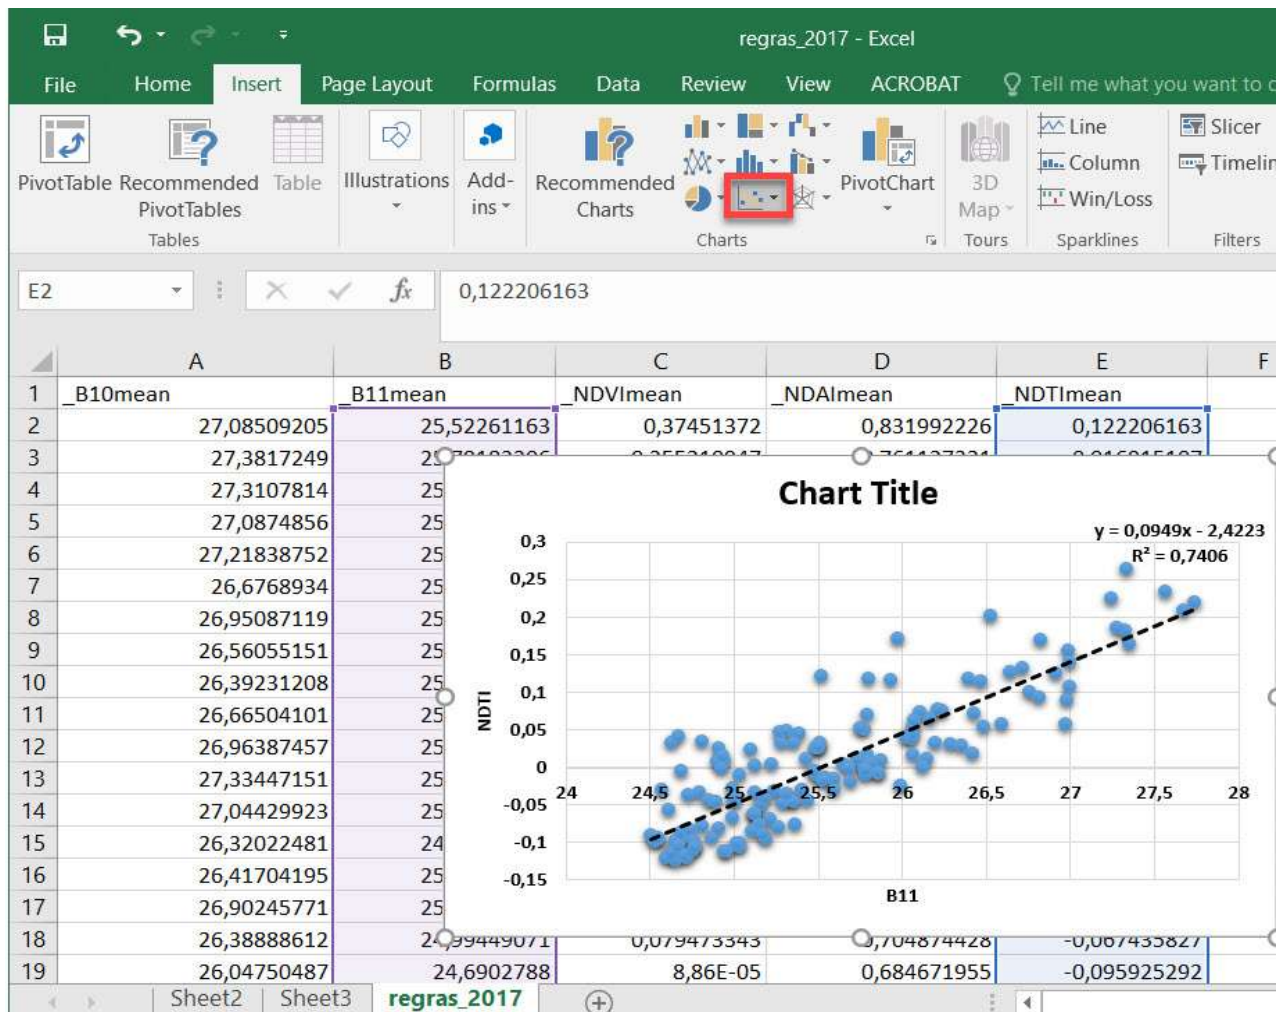 regras_2017 - Excel
File Home Insert Page Layout Formulas Data Review View ACROBAT Tell me what you want to
PivotTable Recommended PivotTables Table
Tables
Illustrations
Add-ins
Recommended Charts
Charts
PivotChart
3D Map
Tours
Line
Column
Win/Loss
Sparklines
Slicer
Filters
E2 fx 0,122206163
A B C D E F
1 _B10mean _B11mean _NDVImean _NDAImean _NDTImean
2 27,08509205 25,52261163 0,37451372 0,831992226 0,122206163
3 27,3817249
4 27,3107814 25
5 27,0874856 25
6 27,21838752 25
7 26,6768934 25
8 26,95087119 25
9 26,56055151 25
10 26,39231208 25
11 26,66504101 25
12 26,96387457 25
13 27,33447151 25
14 27,04429923 25
15 26,32022481 24
16 26,41704195 25
17 26,90245771 25
18 26,38888612 24,99449071 0,079473343 0,704874428 -0,067435827
19 26,04750487 24,6902788 8,86E-05 0,684671955 -0,095925292
Chart Title
y = 0,0949x - 2,4223
R² = 0,7406
NDTI
0,3
0,25
0,2
0,15
0,1
0,05
0
-0,05
-0,1
-0,15
24 24,5 25 25,5 26 26,5 27 27,5 28
B11
Sheet2 Sheet3 regras_2017